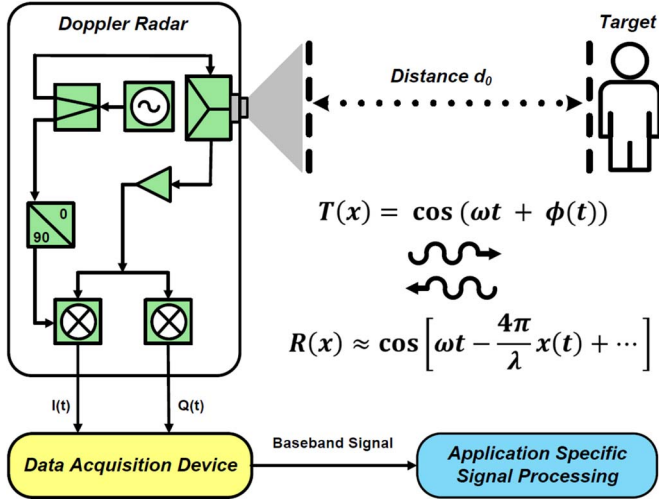 Doppler Radar
Target
Distance d₀
0
90
T(x) = cos (ωt + ϕ(t))
R(x) ≈ cos[ωt − 4π/λ x(t) + ⋯]
I(t)
Q(t)
Baseband Signal
Data Acquisition Device
Application Specific
Signal Processing